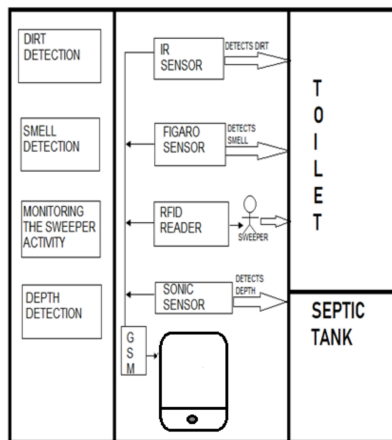 DIRT
DETECTION
SMELL
DETECTION
MONITORING
THE SWEEPER
ACTIVITY
DEPTH
DETECTION
IR
SENSOR
DETECTS DIRT
FIGARO
SENSOR
DETECTS
SMELL
RFID
READER
SWEEPER
SONIC
SENSOR
DETECTS
DEPTH
G
S
M
T
O
I
L
E
T
SEPTIC
TANK